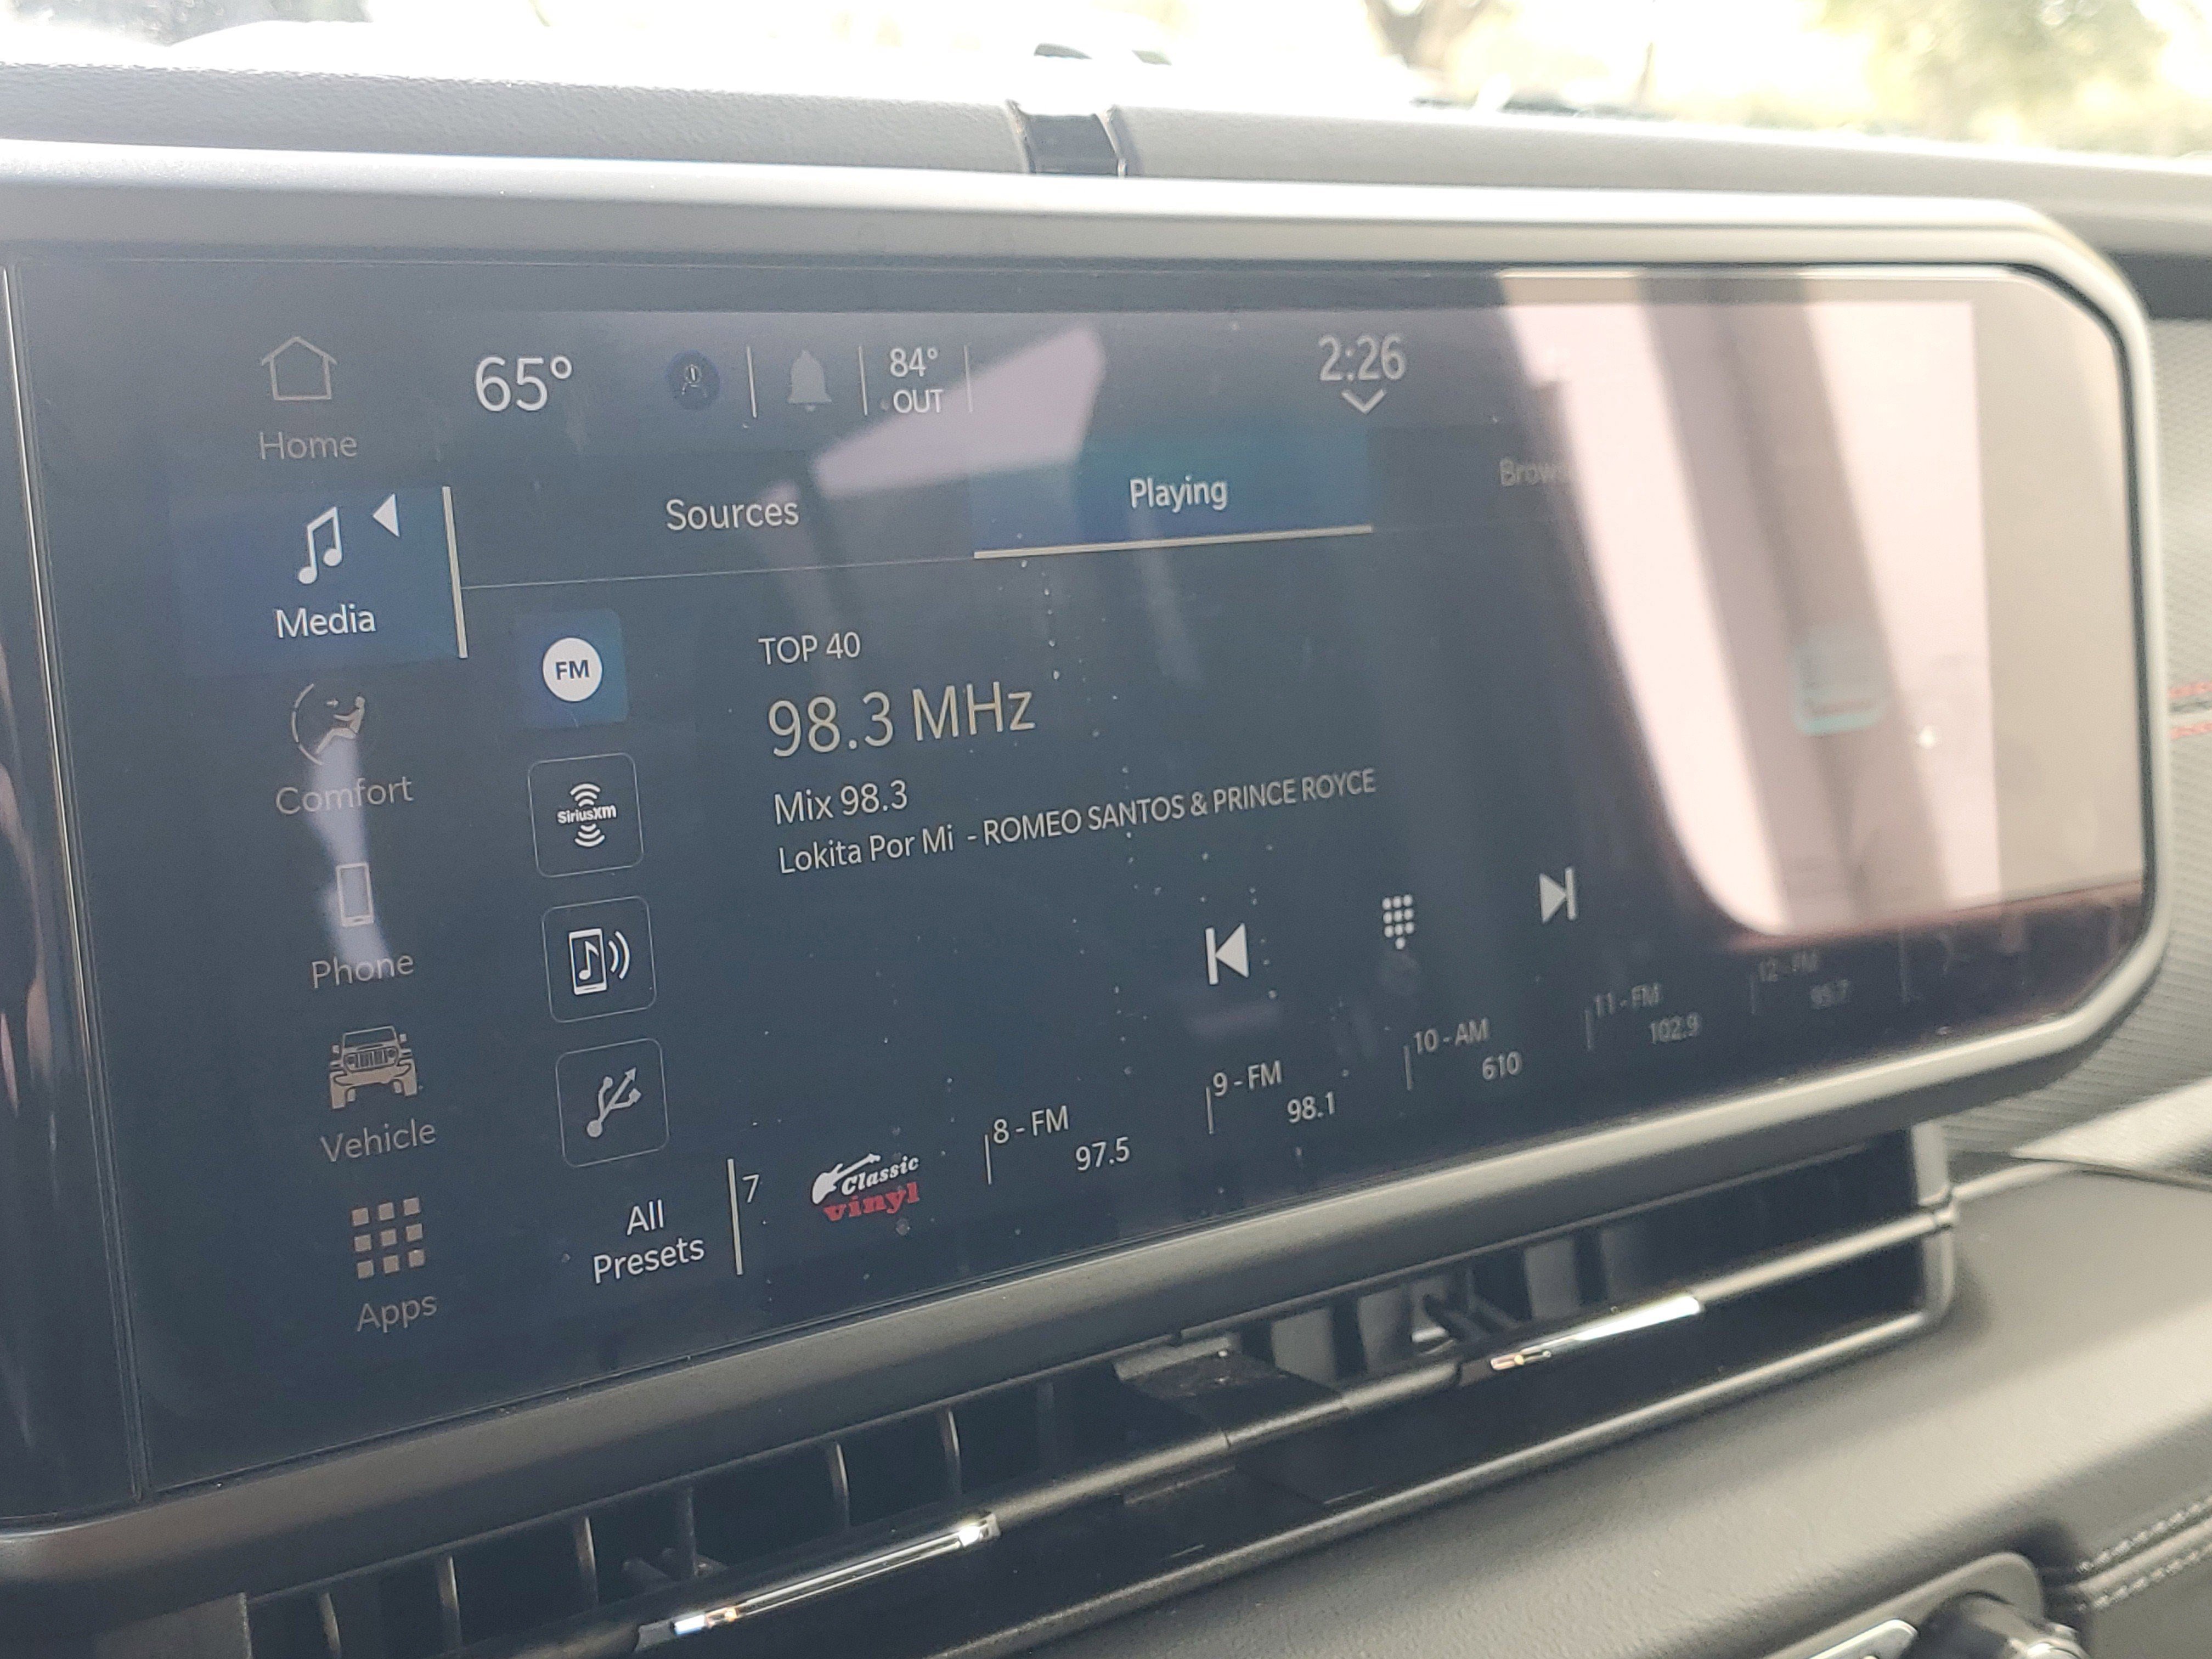 Home
65°
84°
OUT
2:26
Media
Sources
Playing
FM
TOP 40
98.3 MHz
Mix 98.3
Lokita Por Mi - ROMEO SANTOS & PRINCE ROYCE
SiriusXM
Comfort
Phone
Vehicle
Apps
All
Presets
7
Classic
vinyl
8 - FM
97.5
9 - FM
98.1
10 - AM
610
11 - FM
102.9
12 - FM